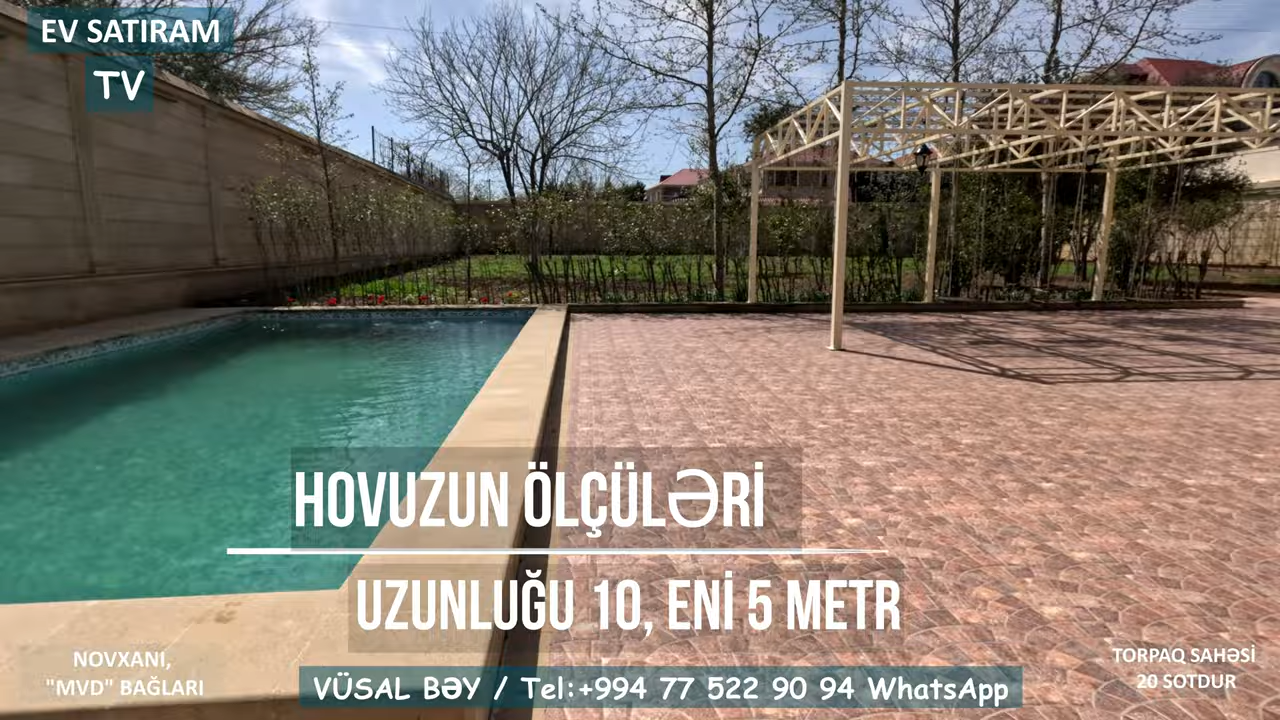 EV SATIRAM
TV
HOVUZUN ÖLÇÜLƏRİ
UZUNLUĞU 10, ENİ 5 METR
NOVXANI,
"MVD" BAĞLARI
VÜSAL BƏY / Tel:+994 77 522 90 94 WhatsApp
TORPAQ SAHƏSİ
20 SOTDUR